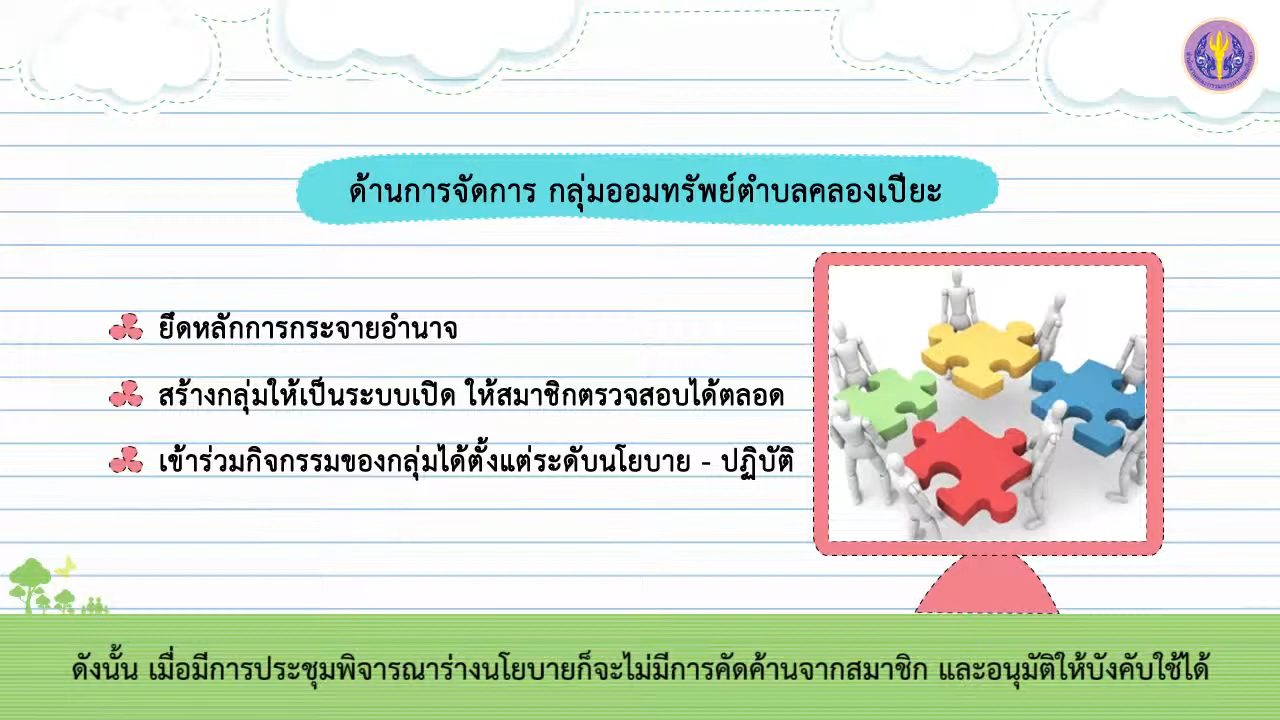 ด้านการจัดการ กลุ่มออมทรัพย์ตำบลคลองเปียะ
ยึดหลักการกระจายอำนาจ
สร้างกลุ่มให้เป็นระบบเปิด ให้สมาชิกตรวจสอบได้ตลอด
เข้าร่วมกิจกรรมของกลุ่มได้ตั้งแต่ระดับนโยบาย - ปฏิบัติ
ดังนั้น เมื่อมีการประชุมพิจารณาร่างนโยบายก็จะไม่มีการคัดค้านจากสมาชิก และอนุมัติให้บังคับใช้ได้